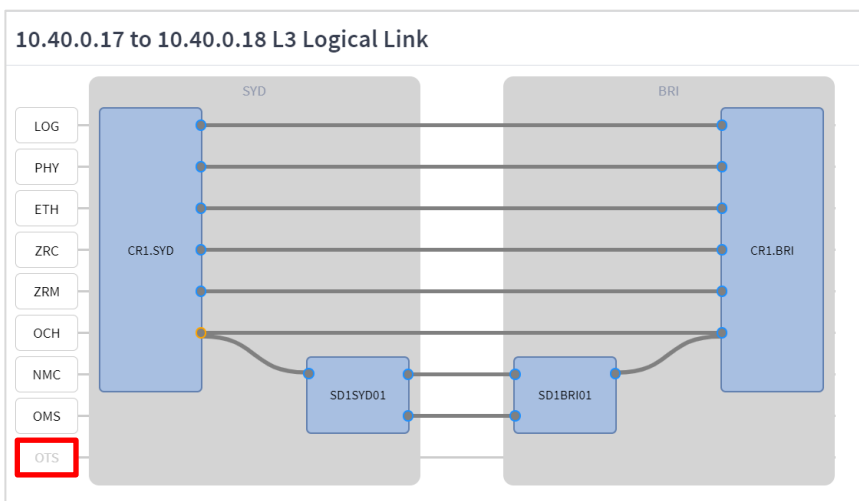 10.40.0.17 to 10.40.0.18 L3 Logical Link
SYD
BRI
LOG
PHY
ETH
ZRC
CR1.SYD
CR1.BRI
ZRM
OCH
NMC
SD1SYD01
SD1BRI01
OMS
OTS